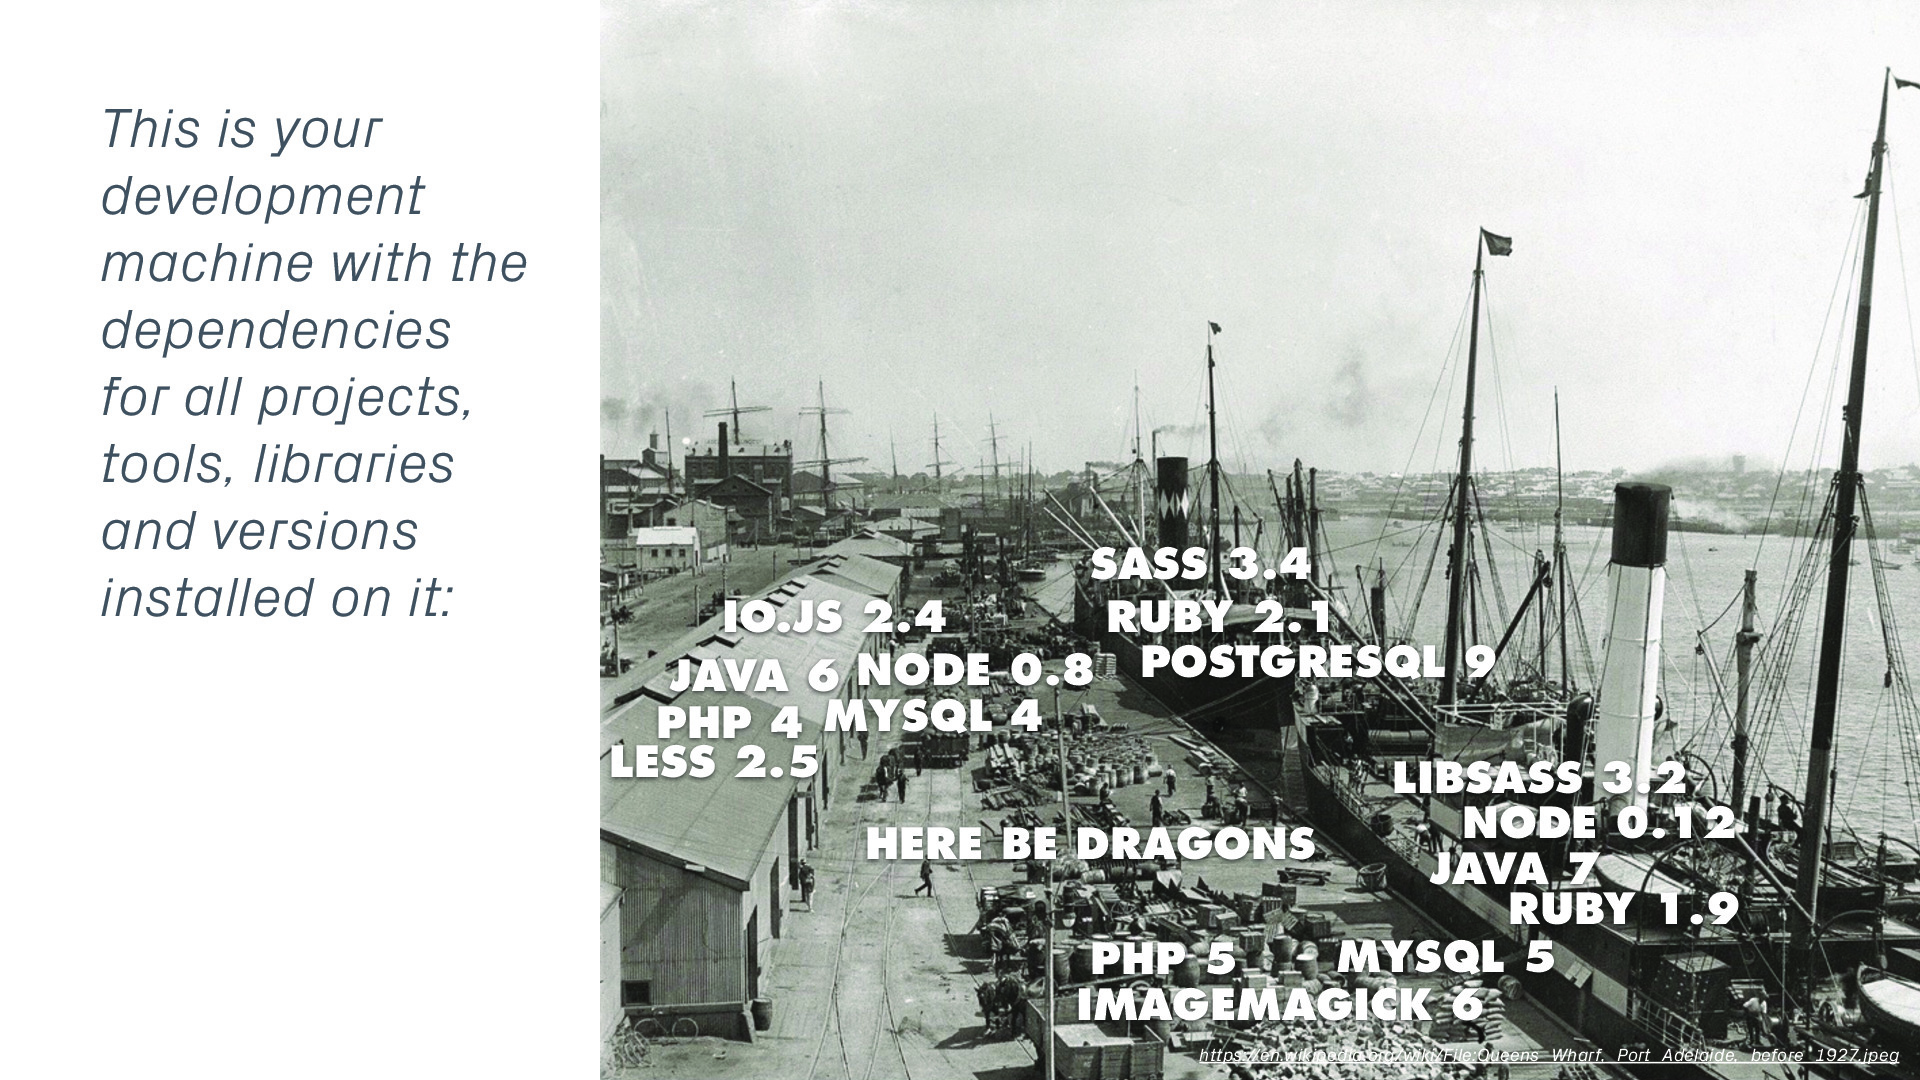 This is your
development
machine with the
dependencies
for all projects,
tools, libraries
and versions
installed on it:
SASS 3.4
IO.JS 2.4
RUBY 2.1
JAVA 6
NODE 0.8
POSTGRESQL 9
PHP 4
MYSQL 4
LESS 2.5
LIBSASS 3.2
NODE 0.12
HERE BE DRAGONS
JAVA 7
RUBY 1.9
PHP 5
MYSQL 5
IMAGEMAGICK 6
https://en.wikipedia.org/wiki/File:Queens_Wharf,_Port_Adelaide,_before_1927.jpeg